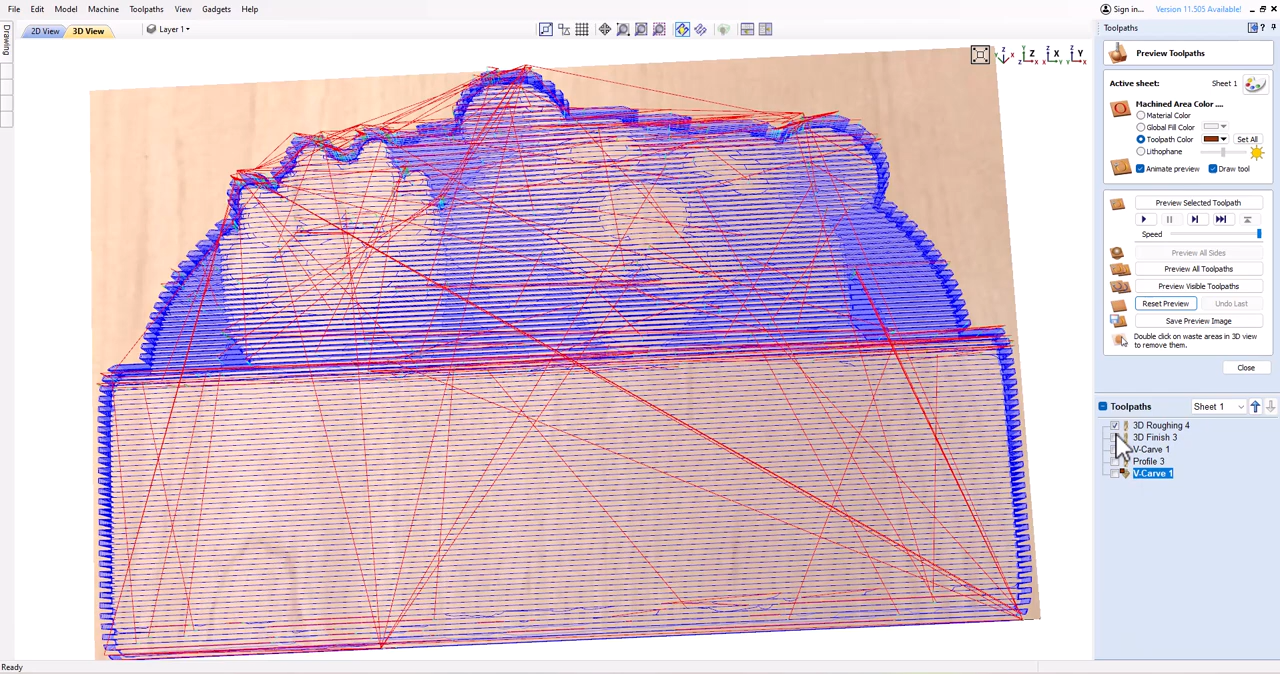 File Edit Model Machine Toolpaths View Gadgets Help
Sign in... Version 11.505 Available!
Drawing
2D View 3D View Layer 1
Toolpaths
Z X Y
Preview Toolpaths
Active sheet: Sheet 1
Machined Area Color ....
Material Color
Global Fill Color
Toolpath Color Set All
Lithophane
Animate preview Draw tool
Preview Selected Toolpath
Speed
Preview All Sides
Preview All Toolpaths
Preview Visible Toolpaths
Reset Preview Undo Last
Save Preview Image
Double click on waste areas in 3D view
to remove them.
Close
Toolpaths Sheet 1
3D Roughing 4
3D Finish 3
V-Carve 1
Profile 3
V-Carve 1
Ready